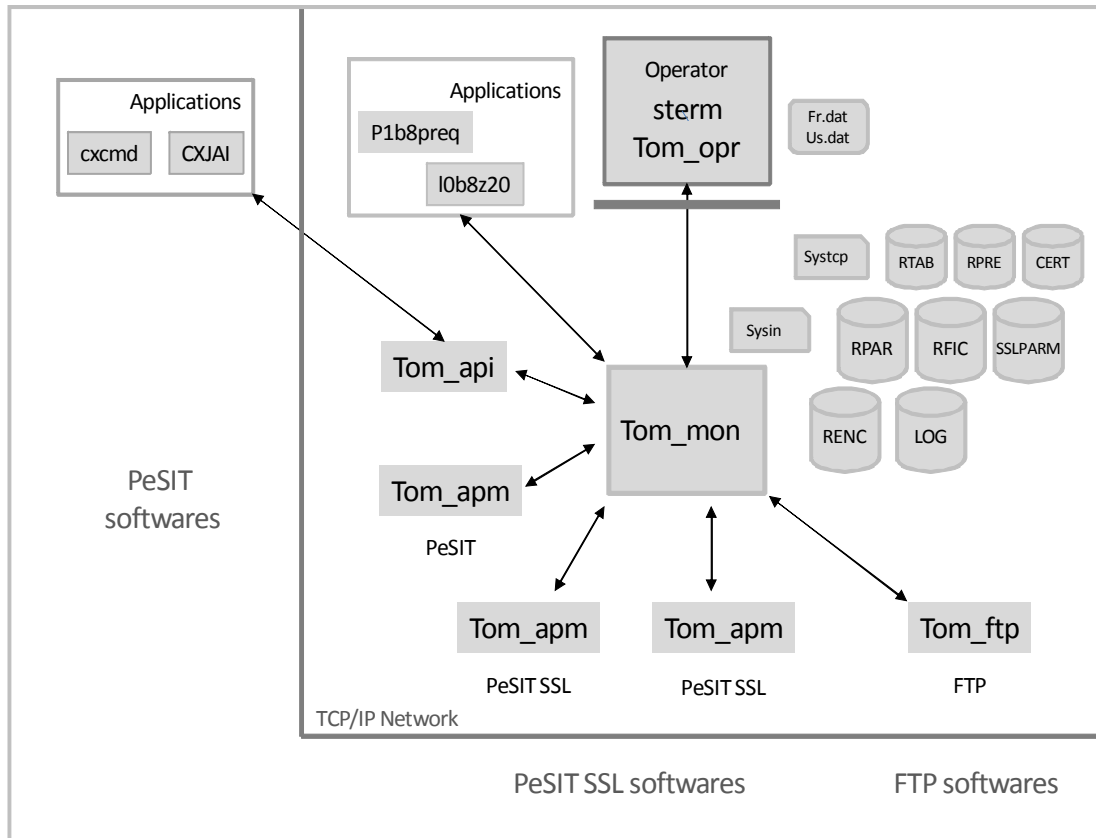 Applications
cxcmd
CXJAI
Applications
P1b8preq
l0b8z20
Operator
sterm
Tom_opr
Fr.dat
Us.dat
Systcp
RTAB
RPRE
CERT
Sysin
RPAR
RFIC
SSLPARM
RENC
LOG
Tom_api
Tom_mon
Tom_apm
PeSIT
PeSIT
softwares
Tom_apm
PeSIT SSL
Tom_apm
PeSIT SSL
Tom_ftp
FTP
TCP/IP Network
PeSIT SSL softwares
FTP softwares